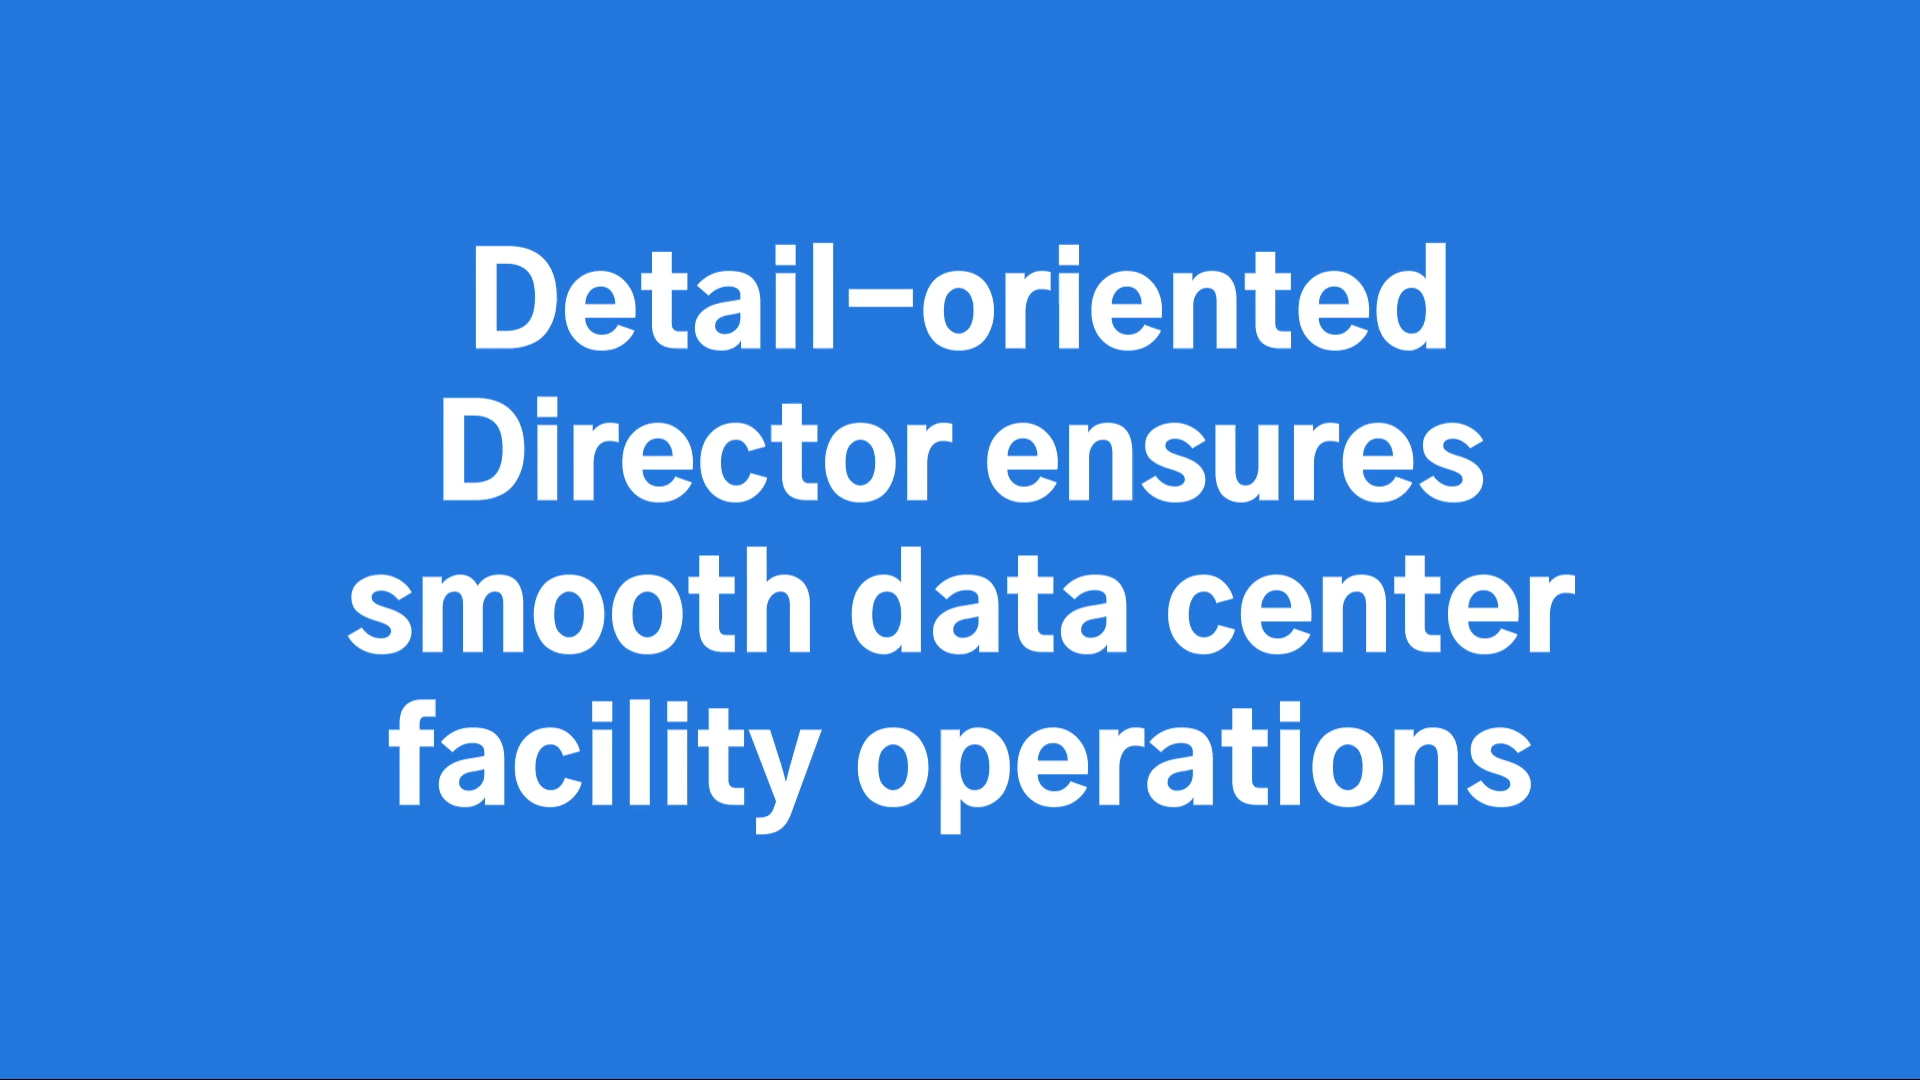 Detail-oriented
Director ensures
smooth data center
facility operations